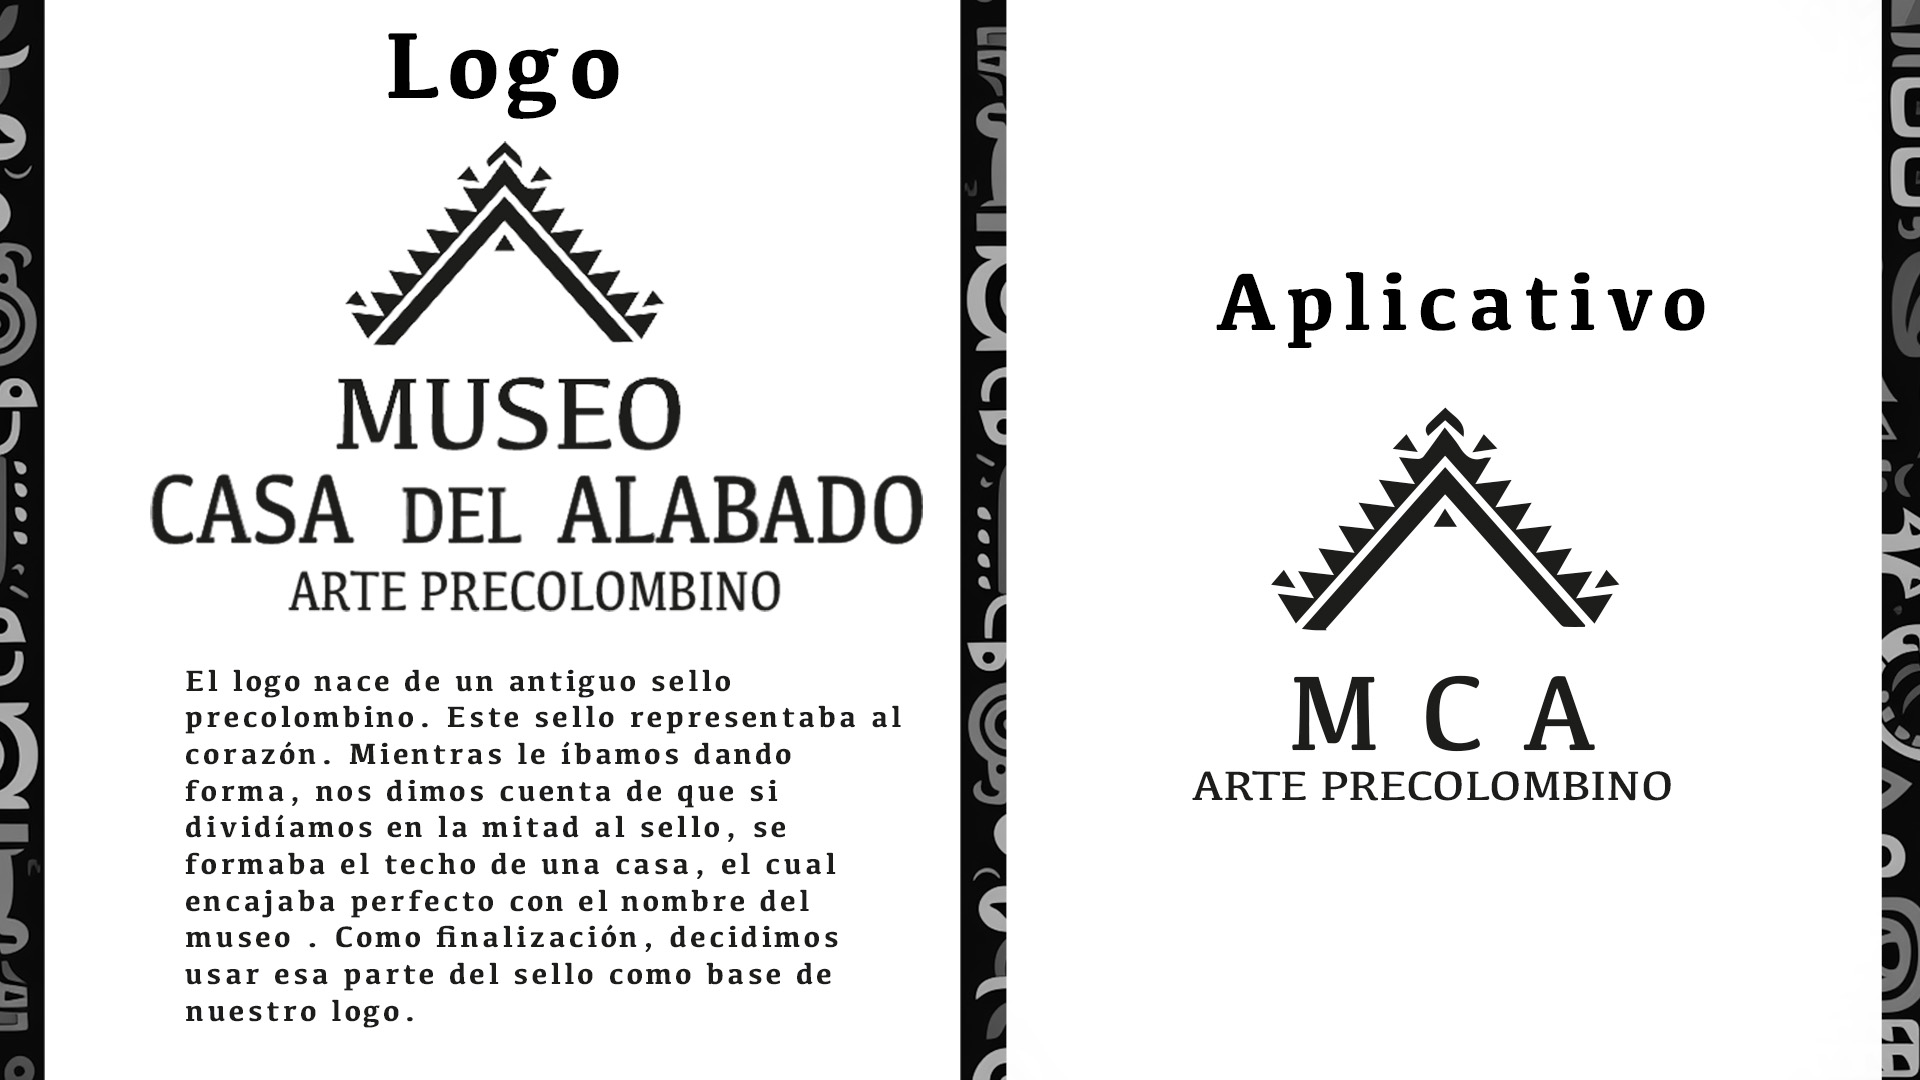 Logo
MUSEO
CASA DEL ALABADO
ARTE PRECOLOMBINO
El logo nace de un antiguo sello
precolombino. Este sello representaba al
corazón. Mientras le íbamos dando
forma, nos dimos cuenta de que si
dividíamos en la mitad al sello, se
formaba el techo de una casa, el cual
encajaba perfecto con el nombre del
museo . Como finalización, decidimos
usar esa parte del sello como base de
nuestro logo.
Aplicativo
M C A
ARTE PRECOLOMBINO